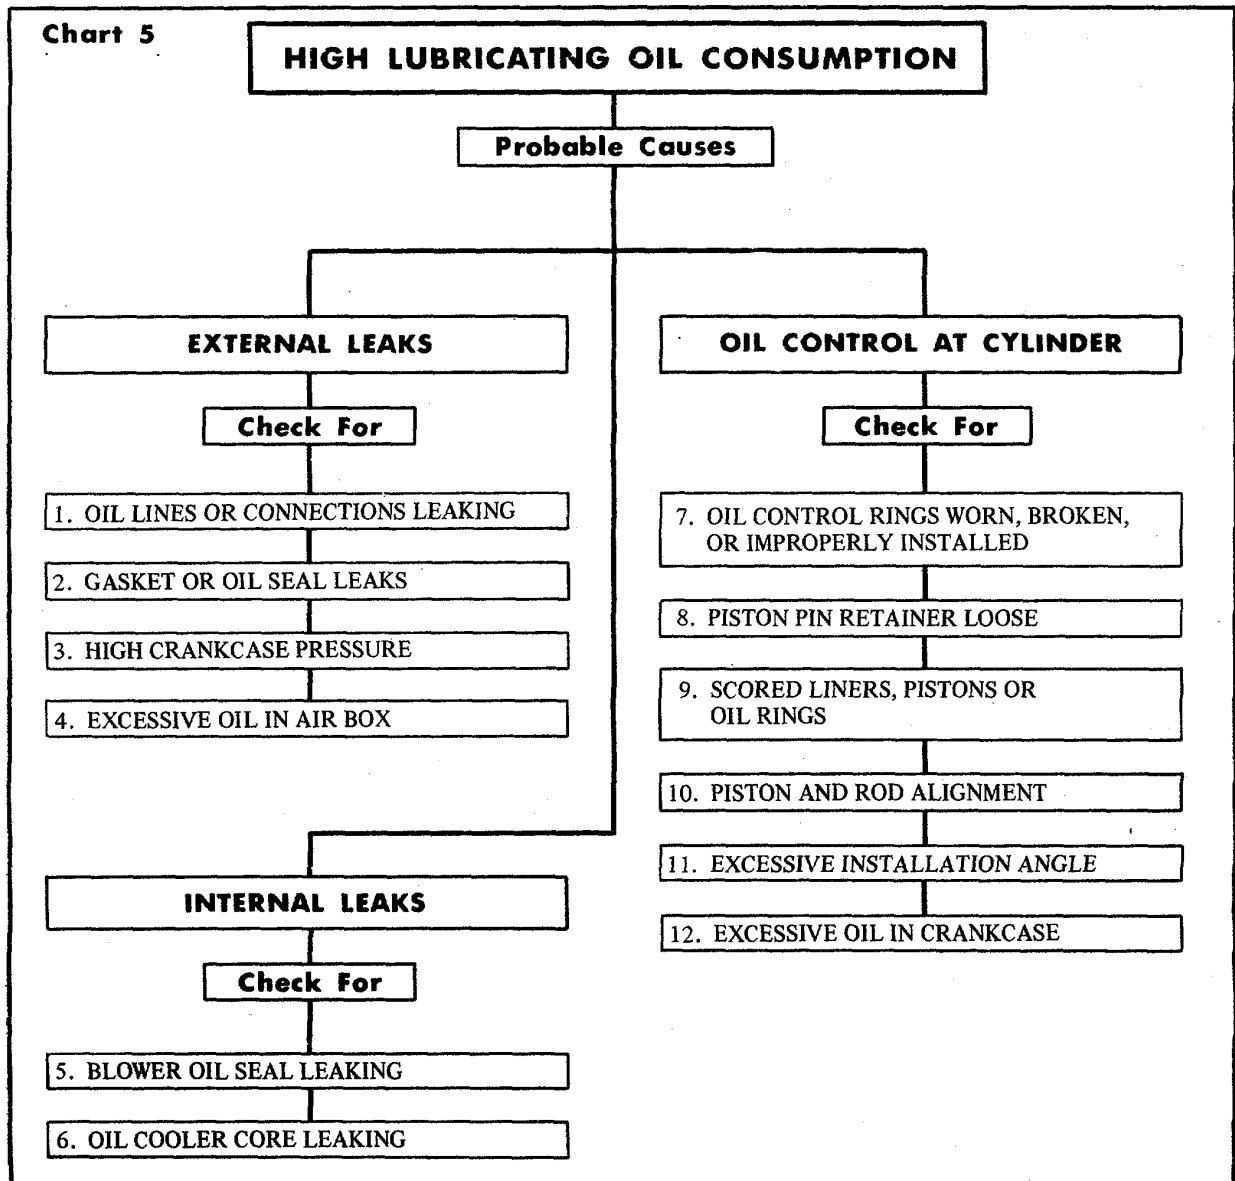 Chart 5
HIGH LUBRICATING OIL CONSUMPTION
Probable Causes
EXTERNAL LEAKS
Check For
1. OIL LINES OR CONNECTIONS LEAKING
2. GASKET OR OIL SEAL LEAKS
3. HIGH CRANKCASE PRESSURE
4. EXCESSIVE OIL IN AIR BOX
INTERNAL LEAKS
Check For
5. BLOWER OIL SEAL LEAKING
6. OIL COOLER CORE LEAKING
OIL CONTROL AT CYLINDER
Check For
7. OIL CONTROL RINGS WORN, BROKEN,
OR IMPROPERLY INSTALLED
8. PISTON PIN RETAINER LOOSE
9. SCORED LINERS, PISTONS OR
OIL RINGS
10. PISTON AND ROD ALIGNMENT
11. EXCESSIVE INSTALLATION ANGLE
12. EXCESSIVE OIL IN CRANKCASE